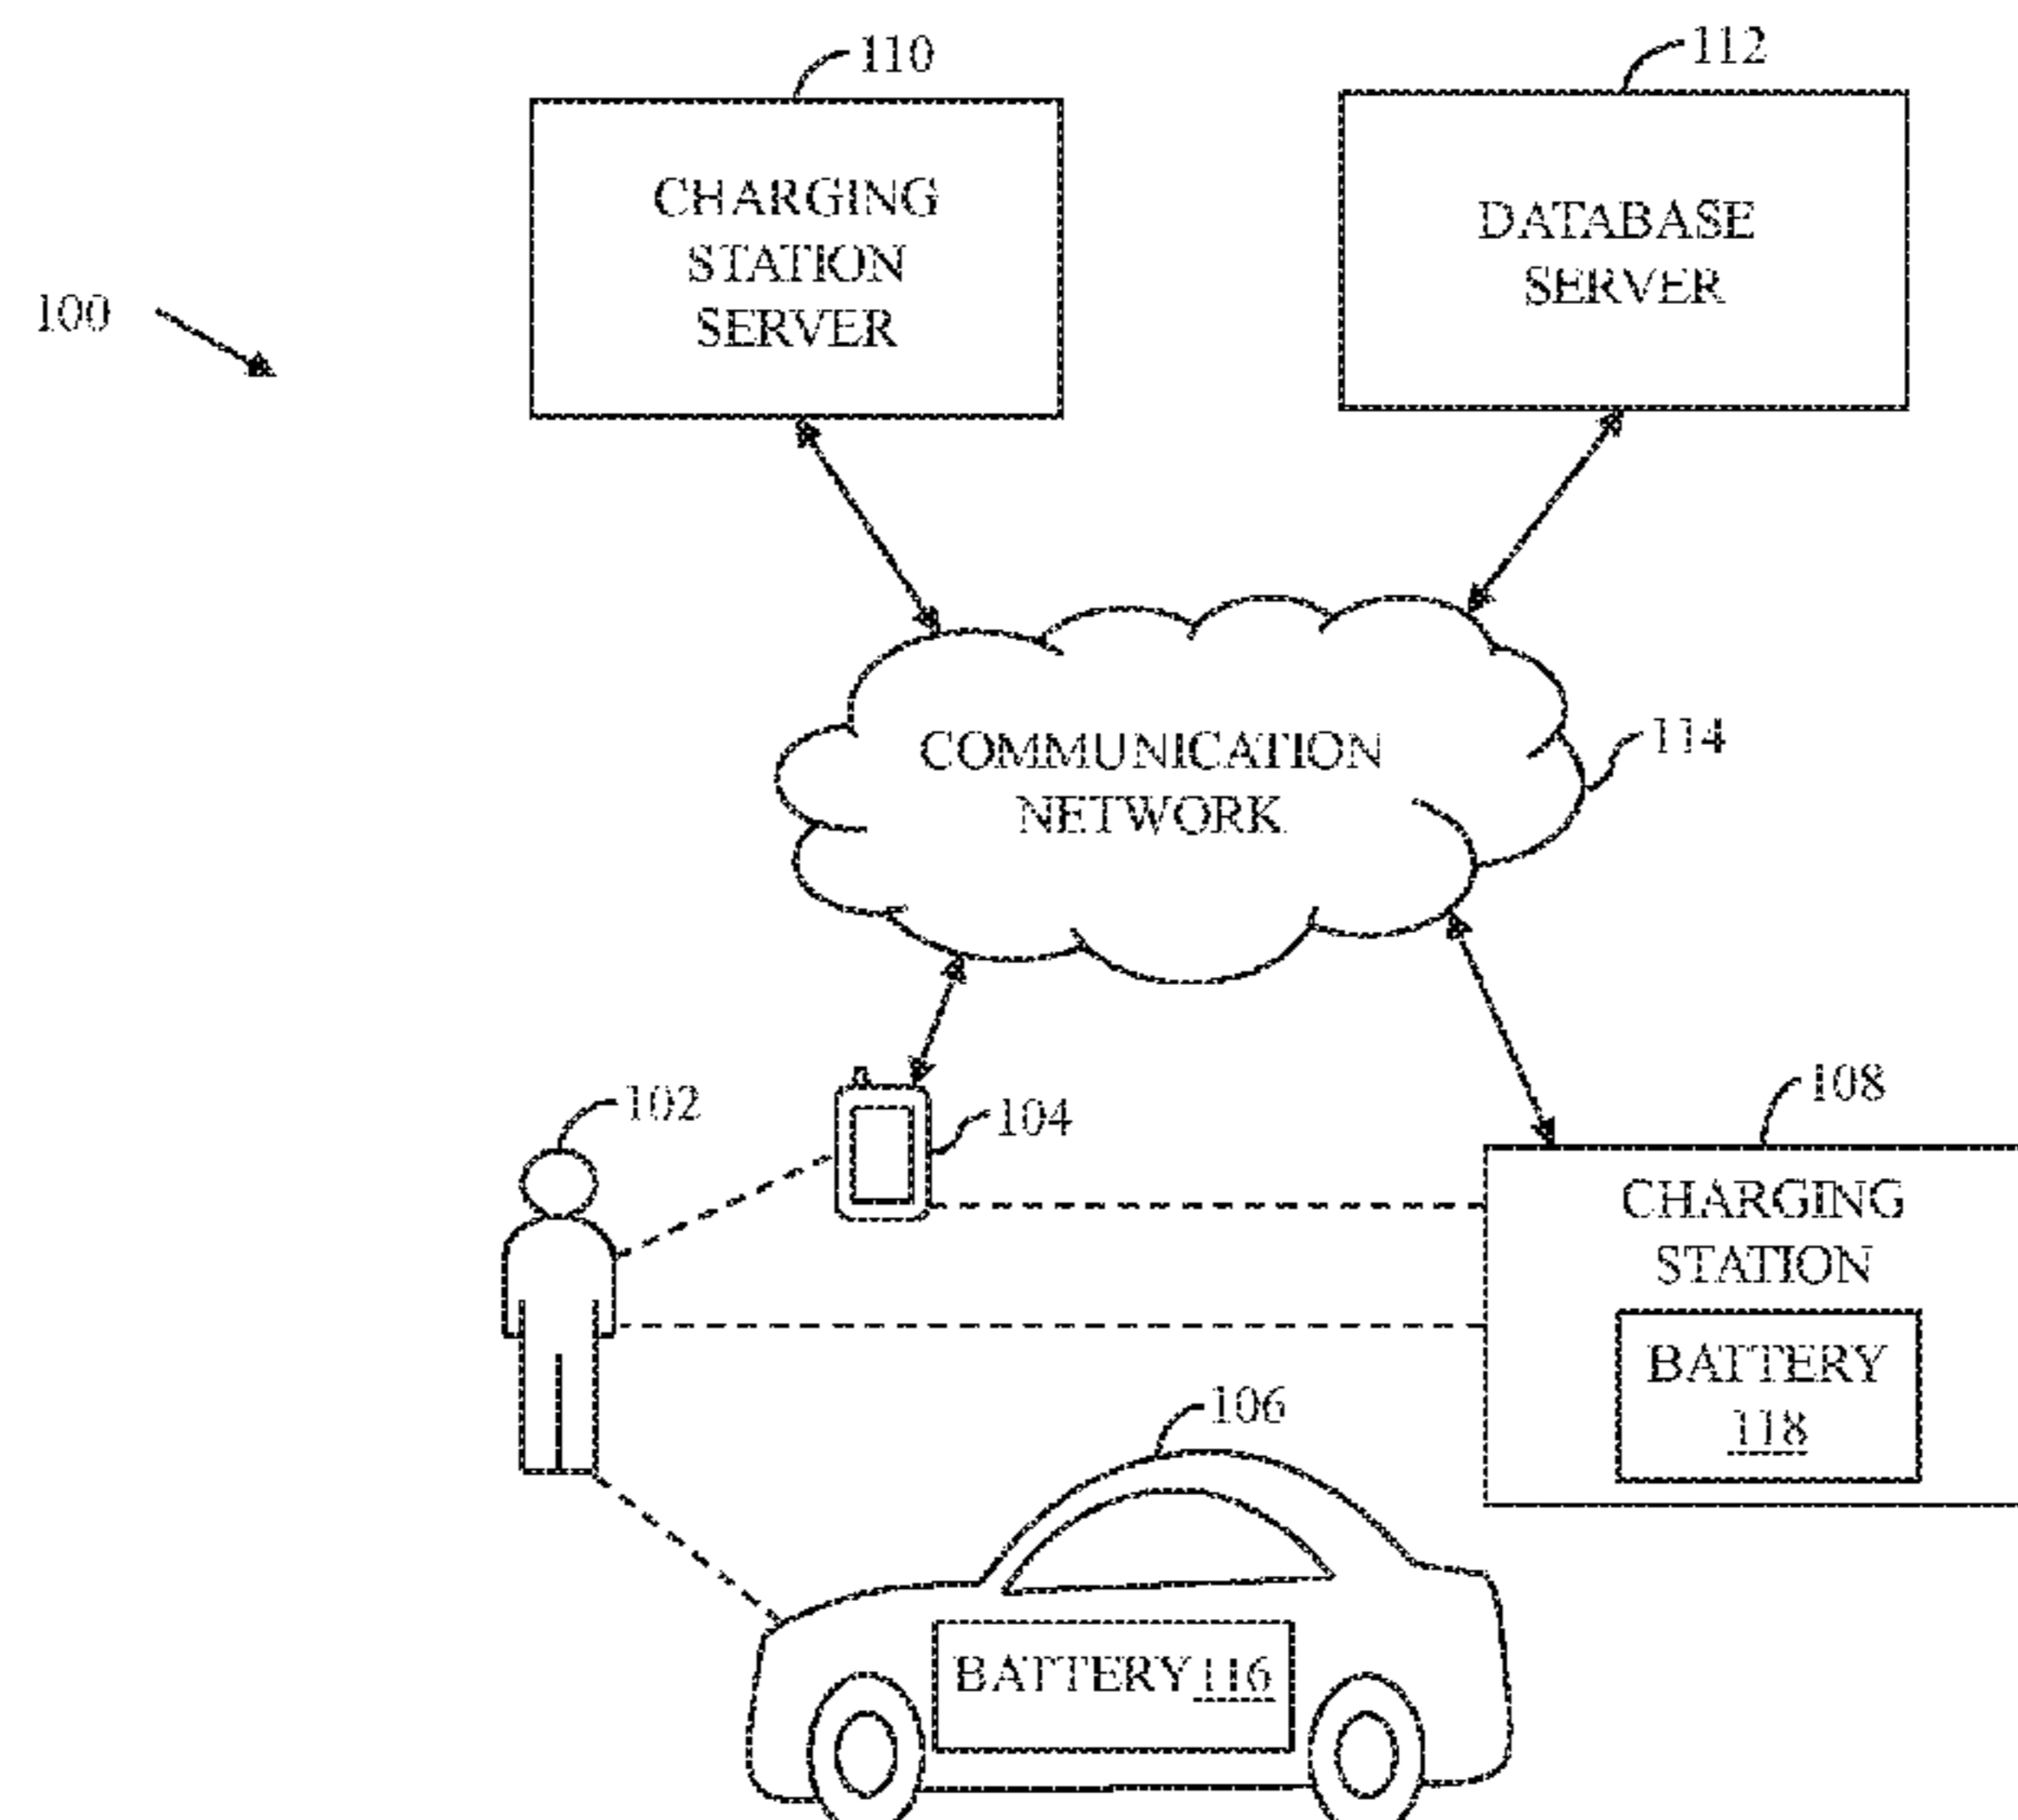 110
112
CHARGING
STATION
SERVER
DATABASE
SERVER
100
COMMUNICATION
NETWORK
114
102
104
108
CHARGING
STATION
BATTERY
118
106
BATTERY 116